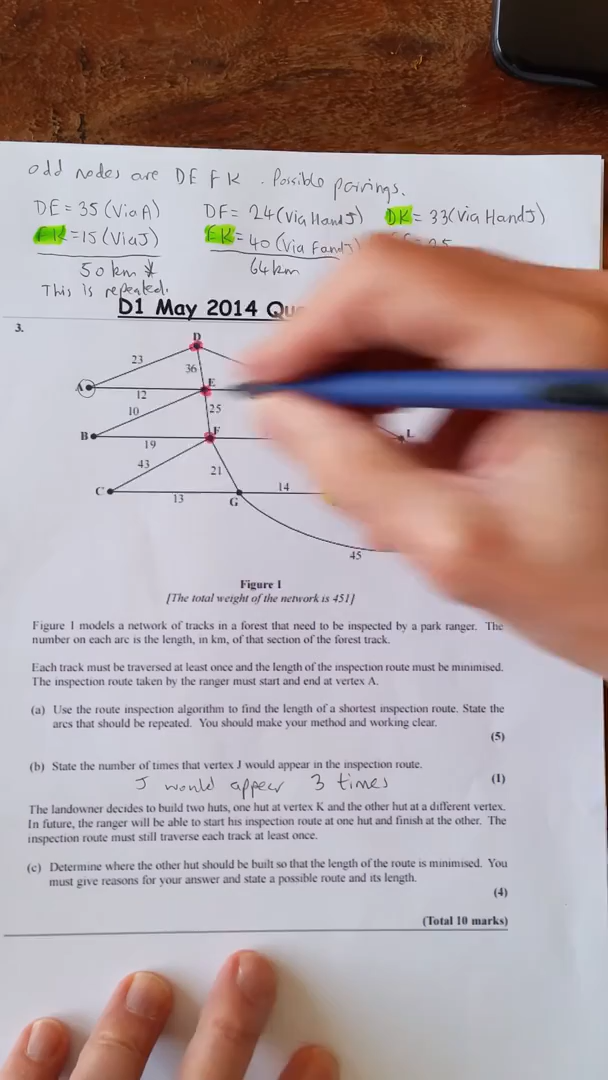 odd nodes are DE F K . Possible pairings.
DE = 35 (Via A) DF = 24 (via H and J) DK = 33 (via H and J)
FK = 15 (Via J) EK = 40 (Via F and J)
50 km * 64 km
This is repeated.
D1 May 2014
3.
D
23
36
A
E
12
10
25
B
F
L
19
43
21
C
14
13
G
45
Figure 1
[The total weight of the network is 451]
Figure 1 models a network of tracks in a forest that need to be inspected by a park ranger. The
number on each arc is the length, in km, of that section of the forest track.
Each track must be traversed at least once and the length of the inspection route must be minimised.
The inspection route taken by the ranger must start and end at vertex A.
(a) Use the route inspection algorithm to find the length of a shortest inspection route. State the
arcs that should be repeated. You should make your method and working clear.
(5)
(b) State the number of times that vertex J would appear in the inspection route.
J would appear 3 times (1)
The landowner decides to build two huts, one hut at vertex K and the other hut at a different vertex.
In future, the ranger will be able to start his inspection route at one hut and finish at the other. The
inspection route must still traverse each track at least once.
(c) Determine where the other hut should be built so that the length of the route is minimised. You
must give reasons for your answer and state a possible route and its length.
(4)
(Total 10 marks)